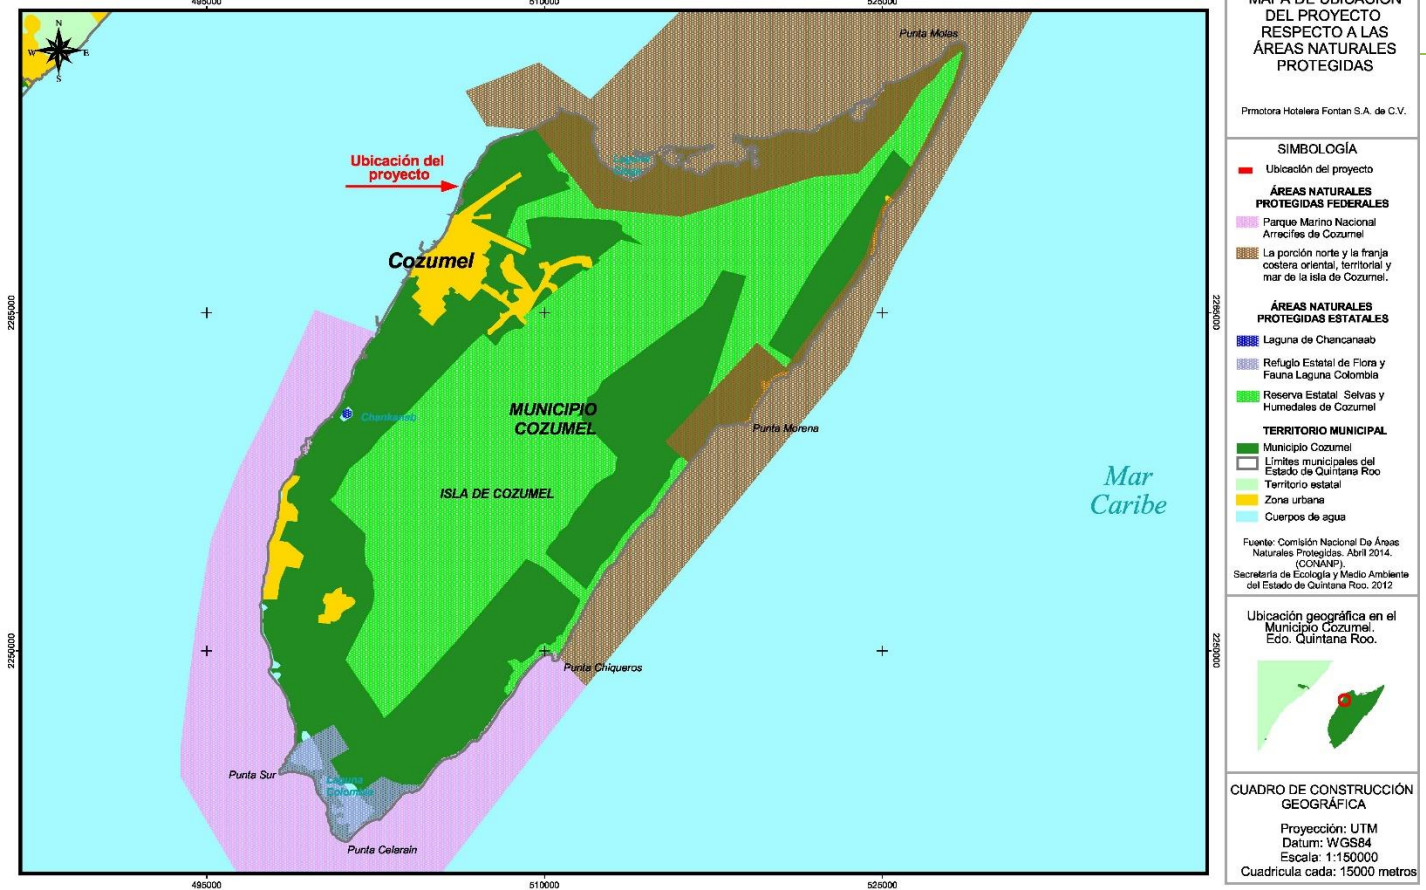 495000
510000
525000
N
W
E
S
Punta Molas
Ubicación del
proyecto
Cozumel
2265000
2265000
Chankanab
MUNICIPIO
COZUMEL
Punta Morena
ISLA DE COZUMEL
Mar
Caribe
2250000
2250000
Punta Chiqueros
Punta Sur
Laguna
Colombia
Punta Celarain
495000
510000
525000
MAPA DE UBICACIÓN
DEL PROYECTO
RESPECTO A LAS
ÁREAS NATURALES
PROTEGIDAS
Prmotora Hotelera Fontan S.A. de C.V.
SIMBOLOGÍA
Ubicación del proyecto
ÁREAS NATURALES
PROTEGIDAS FEDERALES
Parque Marino Nacional
Arrecifes de Cozumel
La porción norte y la franja
costera oriental, territorial y
mar de la isla de Cozumel.
ÁREAS NATURALES
PROTEGIDAS ESTATALES
Laguna de Chancanaab
Refugio Estatal de Flora y
Fauna Laguna Colombia
Reserva Estatal Selvas y
Humedales de Cozumel
TERRITORIO MUNICIPAL
Municipio Cozumel
Límites municipales del
Estado de Quintana Roo
Territorio estatal
Zona urbana
Cuerpos de agua
Fuente: Comisión Nacional De Áreas
Naturales Protegidas. Abril 2014.
(CONANP).
Secretaría de Ecología y Medio Ambiente
del Estado de Quintana Roo. 2012
Ubicación geográfica en el
Municipio Cozumel.
Edo. Quintana Roo.
CUADRO DE CONSTRUCCIÓN
GEOGRÁFICA
Proyección: UTM
Datum: WGS84
Escala: 1:150000
Cuadricula cada: 15000 metros